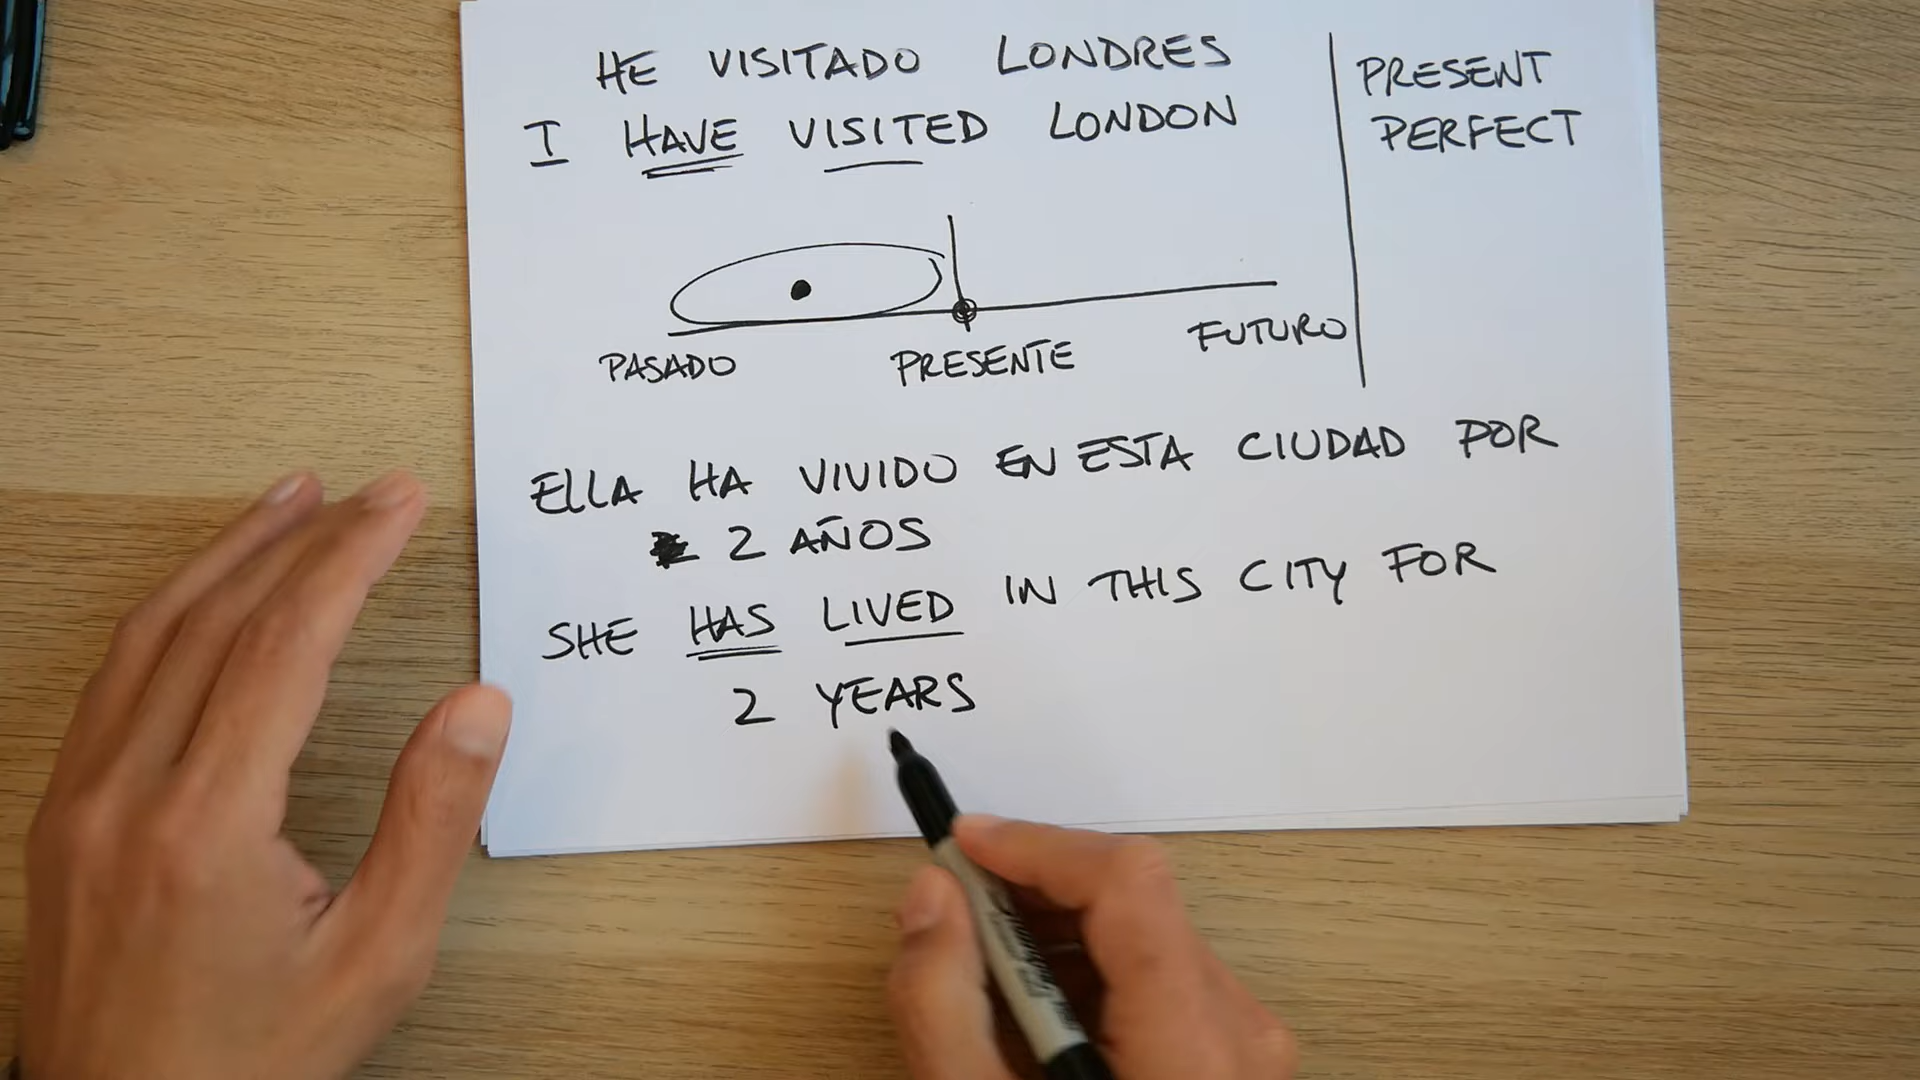 HE VISITADO LONDRES
I HAVE VISITED LONDON
PRESENT
PERFECT
PASADO PRESENTE FUTURO
ELLA HA VIVIDO EN ESTA CIUDAD POR
2 AÑOS
SHE HAS LIVED IN THIS CITY FOR
2 YEARS